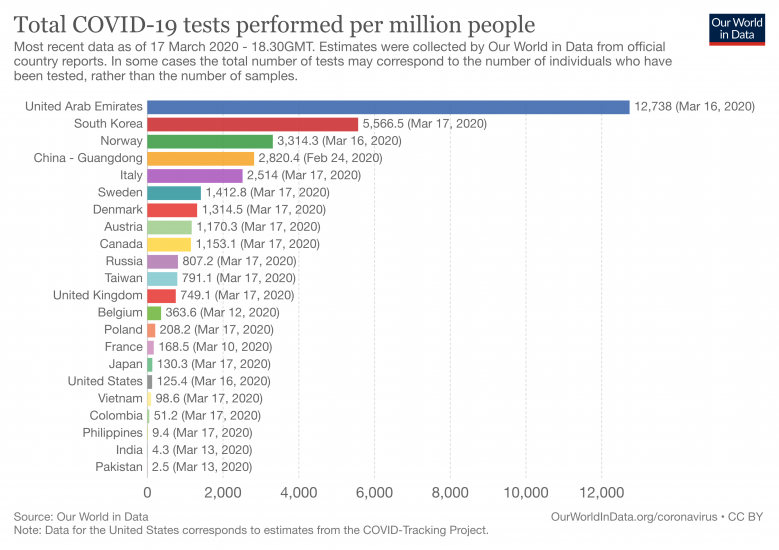 Total COVID-19 tests performed per million people
Our World
in Data
Most recent data as of 17 March 2020 - 18.30GMT. Estimates were collected by Our World in Data from official
country reports. In some cases the total number of tests may correspond to the number of individuals who have
been tested, rather than the number of samples.
United Arab Emirates 12,738 (Mar 16, 2020)
South Korea 5,566.5 (Mar 17, 2020)
Norway 3,314.3 (Mar 16, 2020)
China - Guangdong 2,820.4 (Feb 24, 2020)
Italy 2,514 (Mar 17, 2020)
Sweden 1,412.8 (Mar 17, 2020)
Denmark 1,314.5 (Mar 17, 2020)
Austria 1,170.3 (Mar 17, 2020)
Canada 1,153.1 (Mar 17, 2020)
Russia 807.2 (Mar 17, 2020)
Taiwan 791.1 (Mar 17, 2020)
United Kingdom 749.1 (Mar 17, 2020)
Belgium 363.6 (Mar 12, 2020)
Poland 208.2 (Mar 17, 2020)
France 168.5 (Mar 10, 2020)
Japan 130.3 (Mar 17, 2020)
United States 125.4 (Mar 16, 2020)
Vietnam 98.6 (Mar 17, 2020)
Colombia 51.2 (Mar 17, 2020)
Philippines 9.4 (Mar 17, 2020)
India 4.3 (Mar 13, 2020)
Pakistan 2.5 (Mar 13, 2020)
0 2,000 4,000 6,000 8,000 10,000 12,000
Source: Our World in Data OurWorldInData.org/coronavirus • CC BY
Note: Data for the United States corresponds to estimates from the COVID-Tracking Project.